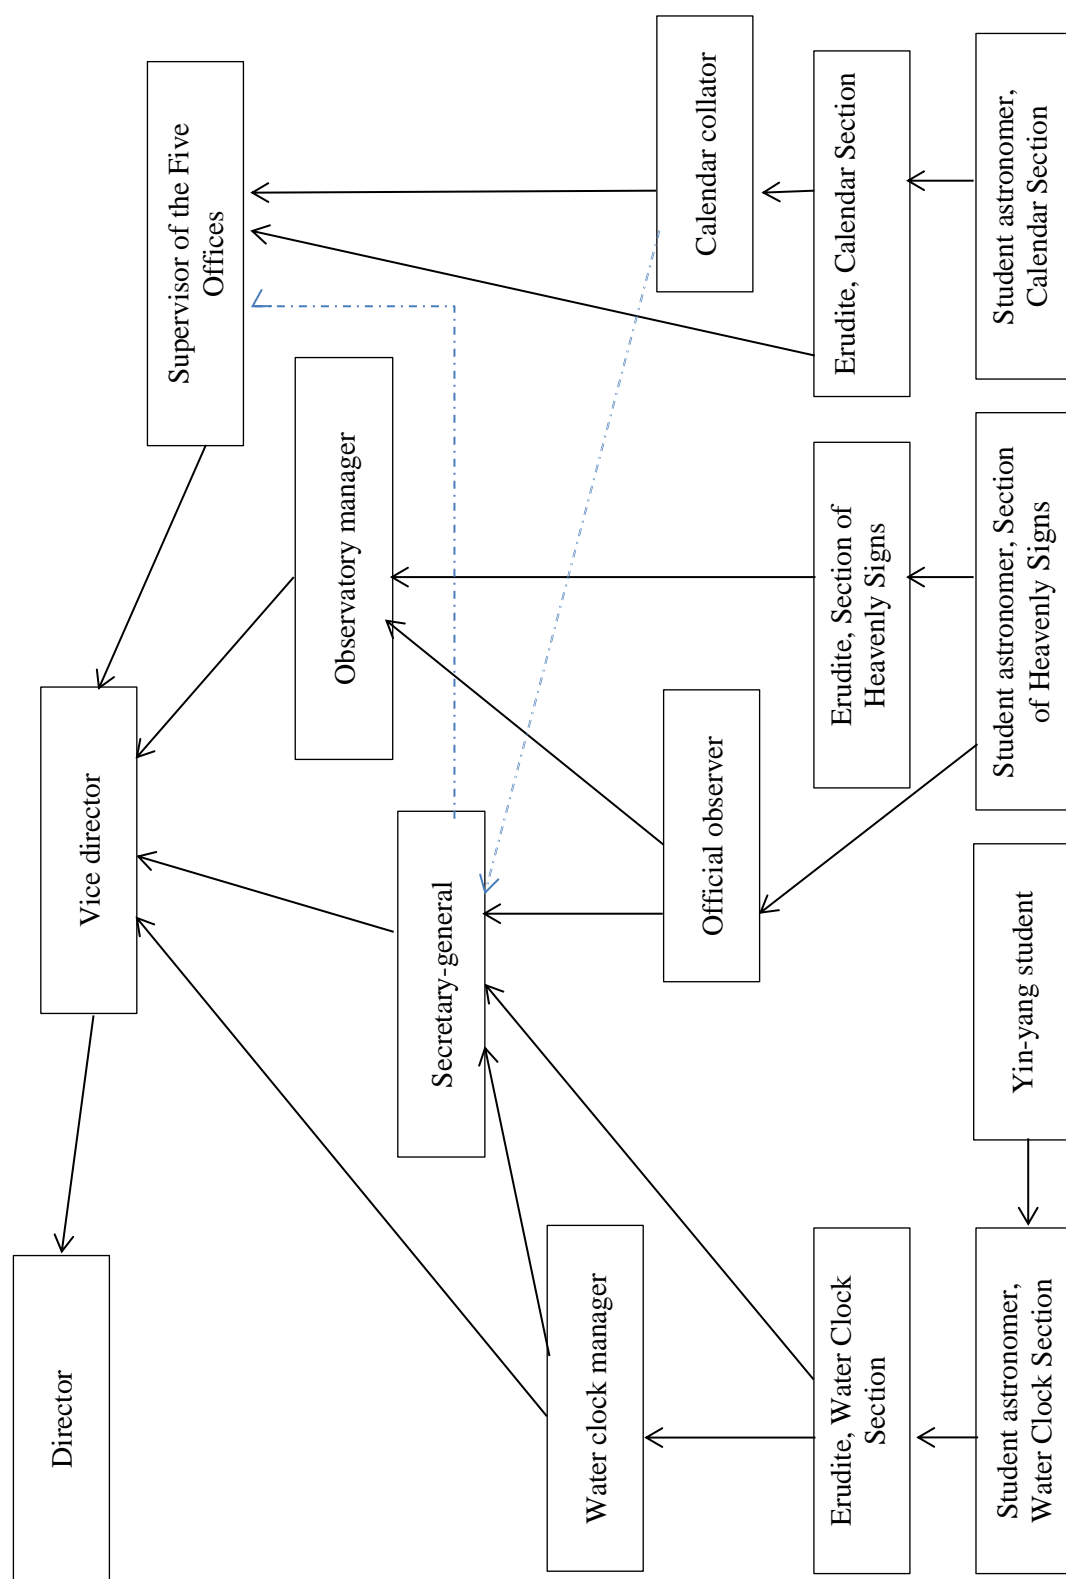 Director
Vice director
Supervisor of the Five
Offices
Observatory manager
Secretary-general
Water clock manager
Official observer
Calendar collator
Erudite, Water Clock
Section
Erudite, Section of
Heavenly Signs
Erudite, Calendar Section
Student astronomer,
Water Clock Section
Yin-yang student
Student astronomer, Section
of Heavenly Signs
Student astronomer,
Calendar Section